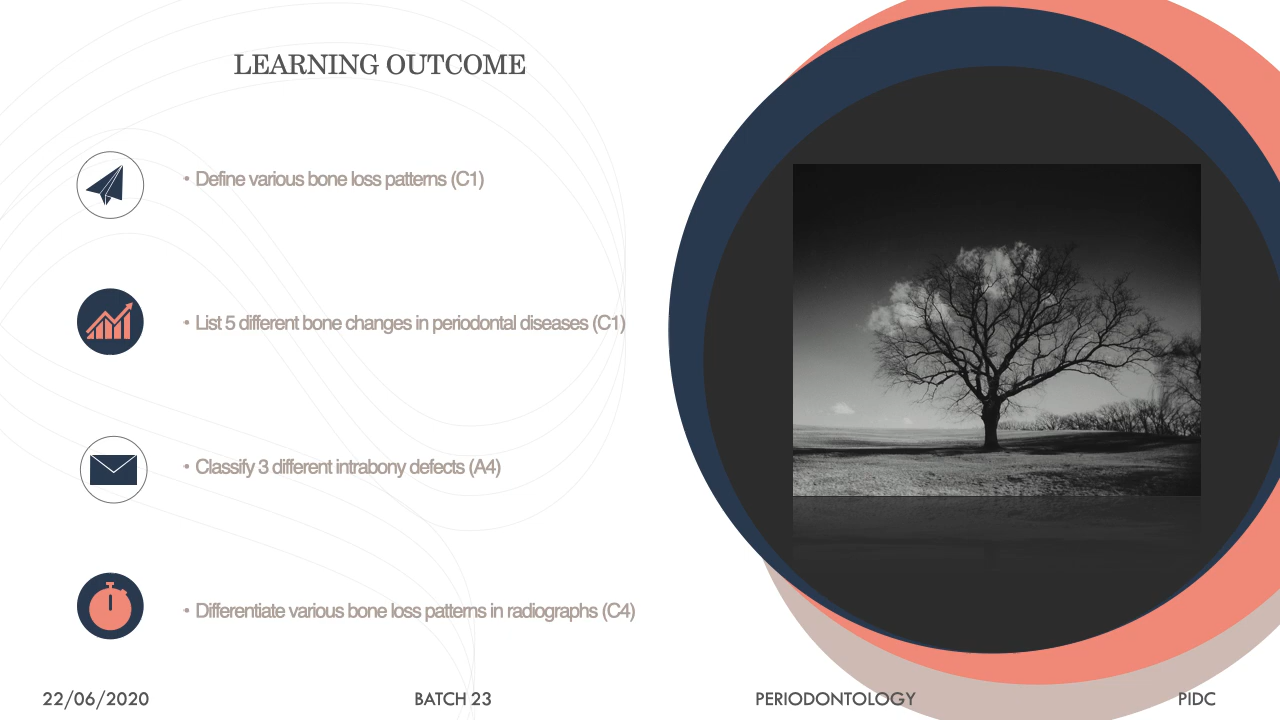 LEARNING OUTCOME
• Define various bone loss patterns (C1)
• List 5 different bone changes in periodontal diseases (C1)
• Classify 3 different intrabony defects (A4)
• Differentiate various bone loss patterns in radiographs (C4)
22/06/2020 BATCH 23 PERIODONTOLOGY PIDC